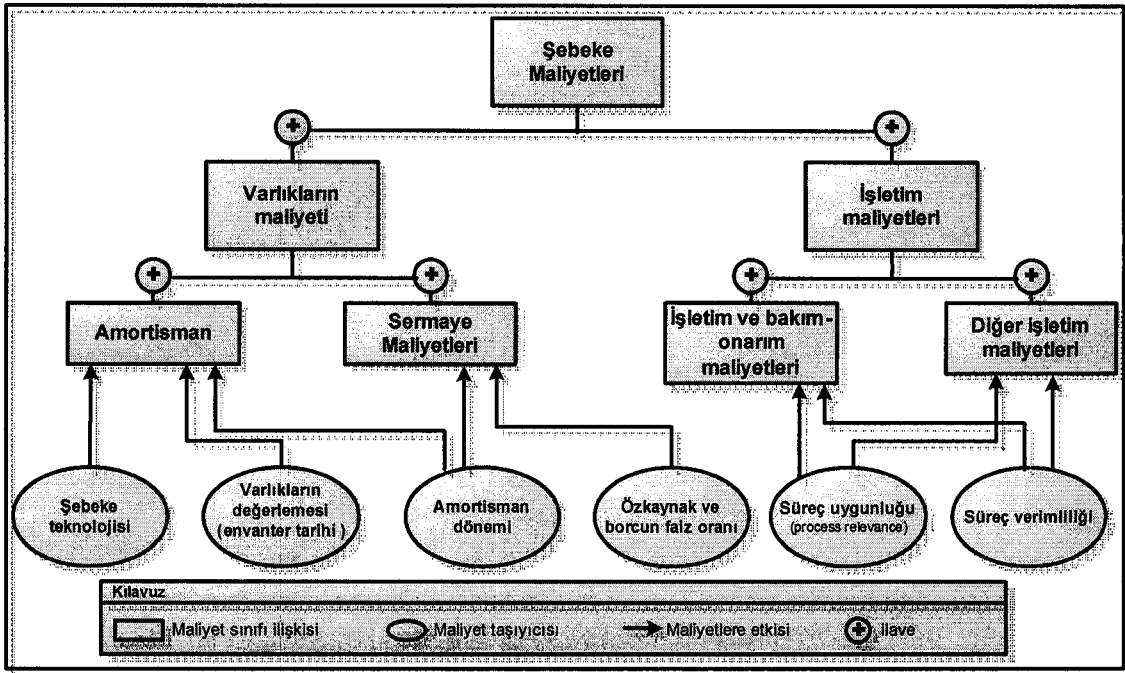 Şebeke
Maliyetleri
+
+
Varlıkların
maliyeti
İşletim
maliyetleri
+
+
+
+
Amortisman
Sermaye
Maliyetleri
İşletim ve bakım-
onarım
maliyetleri
Diğer işletim
maliyetleri
Şebeke
teknolojisi
Varlıkların
değerlemesi
(envanter tarihi )
Amortisman
dönemi
Özkaynak ve
borcun faiz oranı
Süreç uygunluğu
(process relevance)
Süreç verimliliği
Kılavuz
Maliyet sınıfı ilişkisi
Maliyet taşıyıcısı
Maliyetlere etkisi
+
ilave